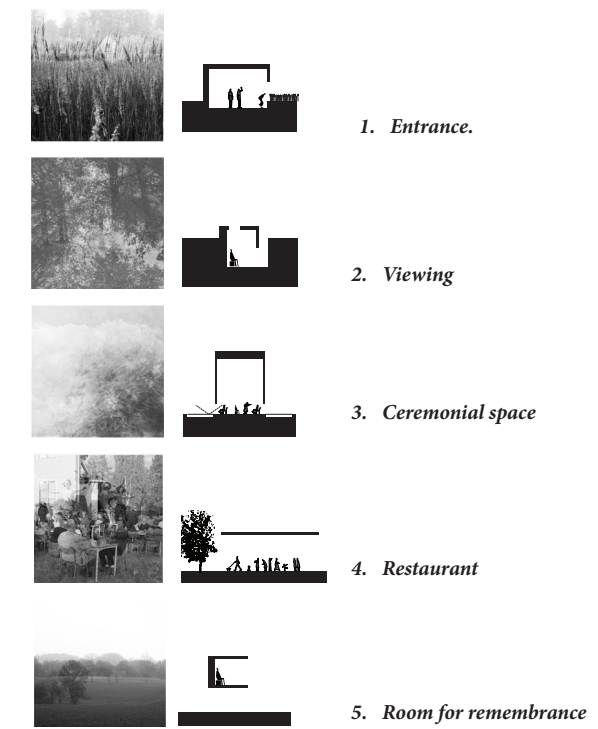 1. Entrance.
2. Viewing
3. Ceremonial space
4. Restaurant
5. Room for remembrance